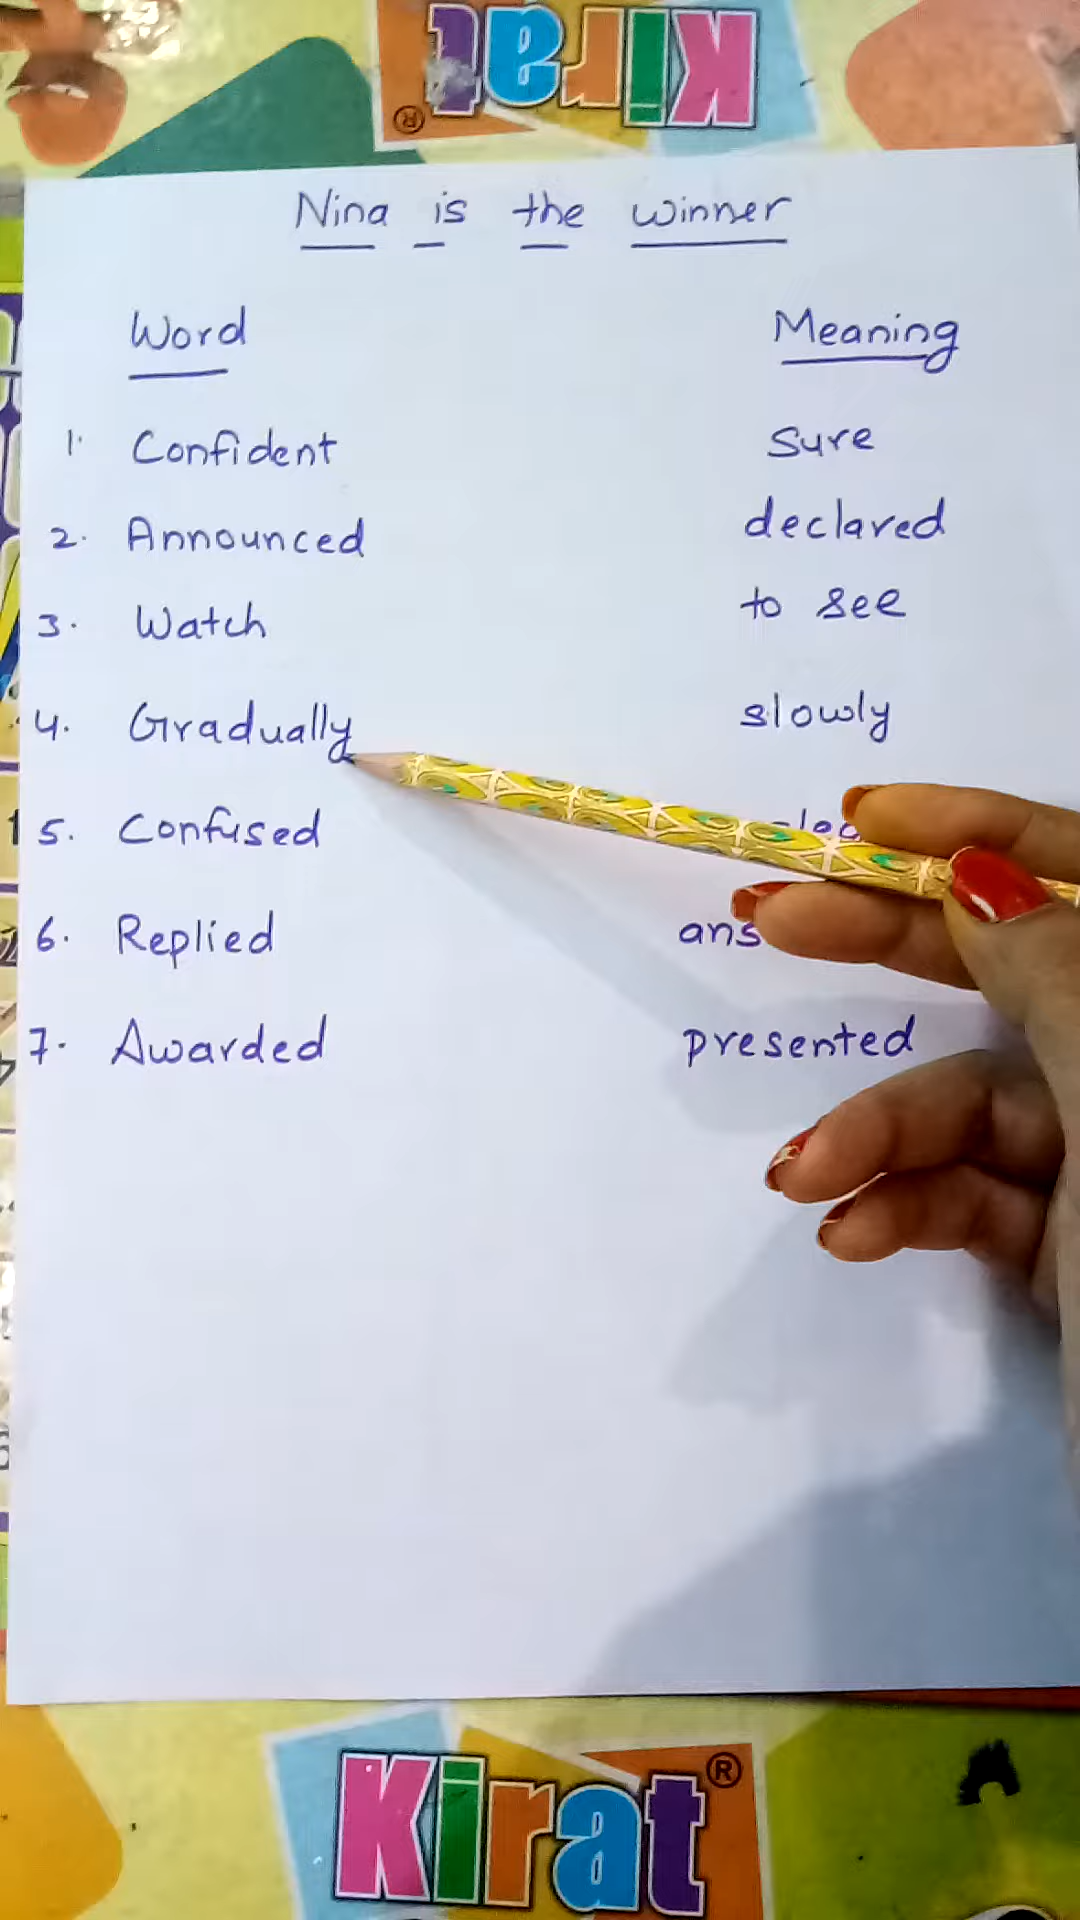 Kirat®
Nina is the winner
Word Meaning
1. Confident Sure
2. Announced declared
3. Watch to see
4. Gradually slowly
5. Confused
6. Replied
7. Awarded presented
Kirat®